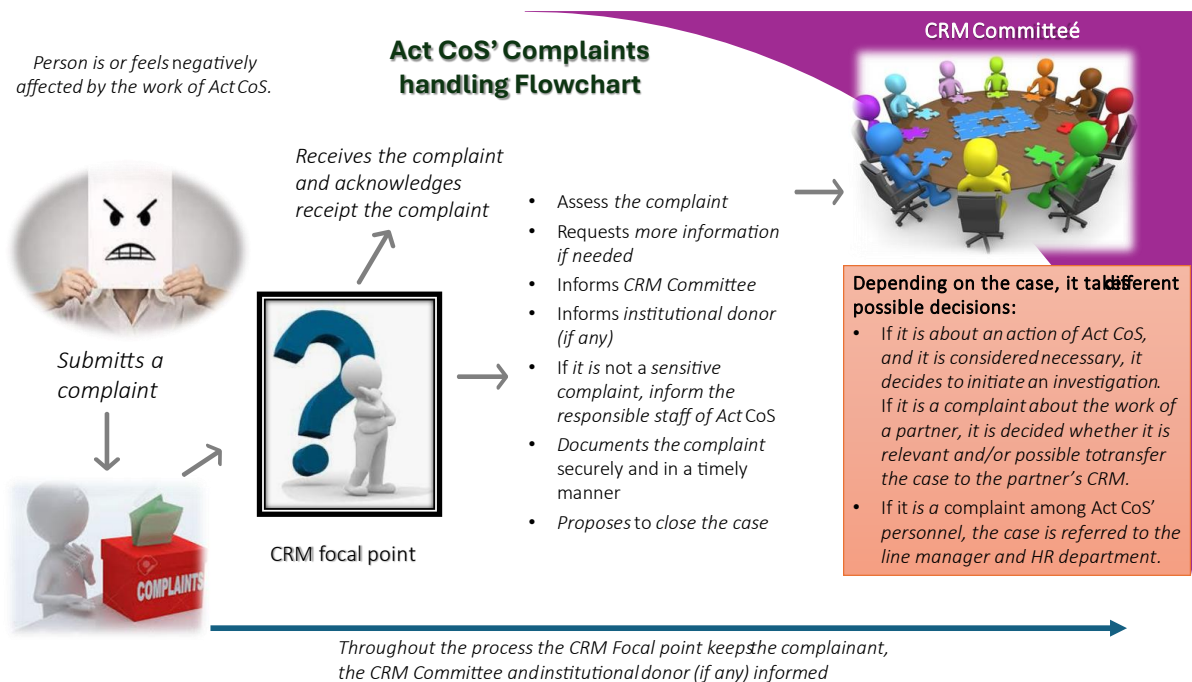 Person is or feels negatively
affected by the work of Act CoS.
Act CoS’ Complaints
handling Flowchart
CRM Committeé
Receives the complaint
and acknowledges
receipt the complaint
Submitts a
complaint
COMPLAINTS
CRM focal point
• Assess the complaint
• Requests more information
if needed
• Informs CRM Committee
• Informs institutional donor
(if any)
• If it is not a sensitive
complaint, inform the
responsible staff of Act CoS
• Documents the complaint
securely and in a timely
manner
• Proposes to close the case
Depending on the case, it takes different
possible decisions:
• If it is about an action of Act CoS,
and it is considered necessary, it
decides to initiate an investigation.
If it is a complaint about the work of
a partner, it is decided whether it is
relevant and/or possible totransfer
the case to the partner’s CRM.
• If it is a complaint among Act CoS’
personnel, the case is referred to the
line manager and HR department.
Throughout the process the CRM Focal point keeps the complainant,
the CRM Committee and institutional donor (if any) informed